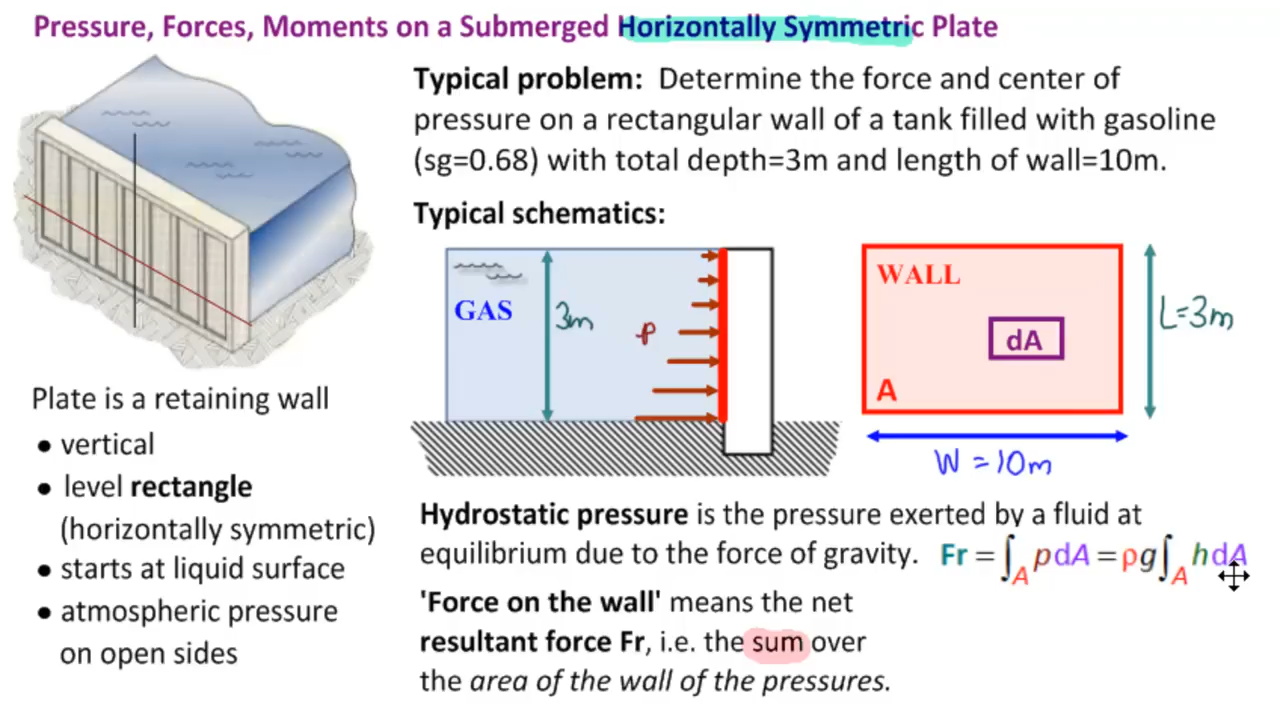 Pressure, Forces, Moments on a Submerged Horizontally Symmetric Plate
Typical problem: Determine the force and center of
pressure on a rectangular wall of a tank filled with gasoline
(sg=0.68) with total depth=3m and length of wall=10m.
Typical schematics:
GAS
3m
p
WALL
dA
A
L=3m
W = 10m
Plate is a retaining wall
• vertical
• level rectangle
(horizontally symmetric)
• starts at liquid surface
• atmospheric pressure
on open sides
Hydrostatic pressure is the pressure exerted by a fluid at
equilibrium due to the force of gravity. Fr = ∫_A pdA = ρg∫_A hdA
'Force on the wall' means the net
resultant force Fr, i.e. the sum over
the area of the wall of the pressures.